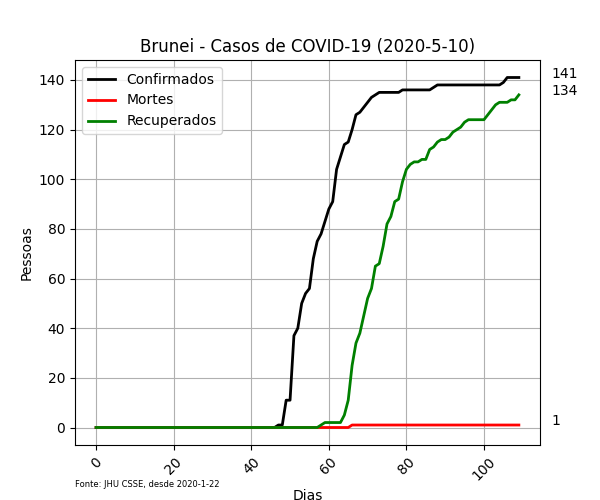 Brunei - Casos de COVID-19 (2020-5-10)
Confirmados
Mortes
Recuperados
141
134
1
Pessoas
140
120
100
80
60
40
20
0
0
20
40
60
80
100
Fonte: JHU CSSE, desde 2020-1-22
Dias